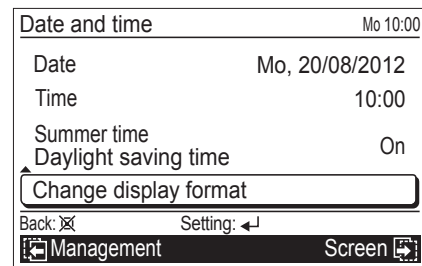 Date and time Mo 10:00
Date Mo, 20/08/2012
Time 10:00
Summer time
Daylight saving time On
Change display format
Back: Setting:
Management Screen